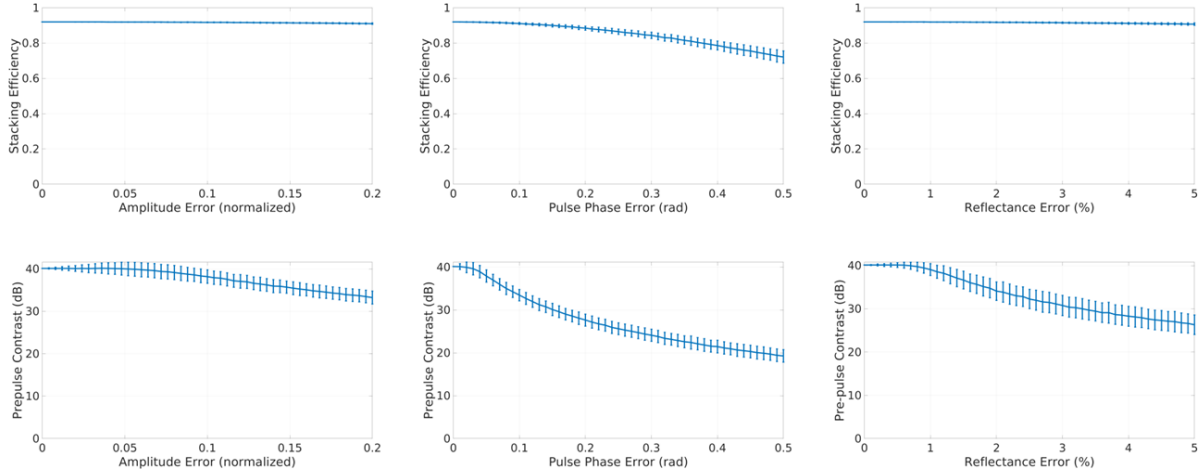 Stacking Efficiency
1
0.8
0.6
0.4
0.2
0
0 0.05 0.1 0.15 0.2
Amplitude Error (normalized)
Stacking Efficiency
1
0.8
0.6
0.4
0.2
0
0 0.1 0.2 0.3 0.4 0.5
Pulse Phase Error (rad)
Stacking Efficiency
1
0.8
0.6
0.4
0.2
0
0 1 2 3 4 5
Reflectance Error (%)
Prepulse Contrast (dB)
40
30
20
10
0
0 0.05 0.1 0.15 0.2
Amplitude Error (normalized)
Prepulse Contrast (dB)
40
30
20
10
0
0 0.1 0.2 0.3 0.4 0.5
Pulse Phase Error (rad)
Pre-pulse Contrast (dB)
40
30
20
10
0
0 1 2 3 4 5
Reflectance Error (%)